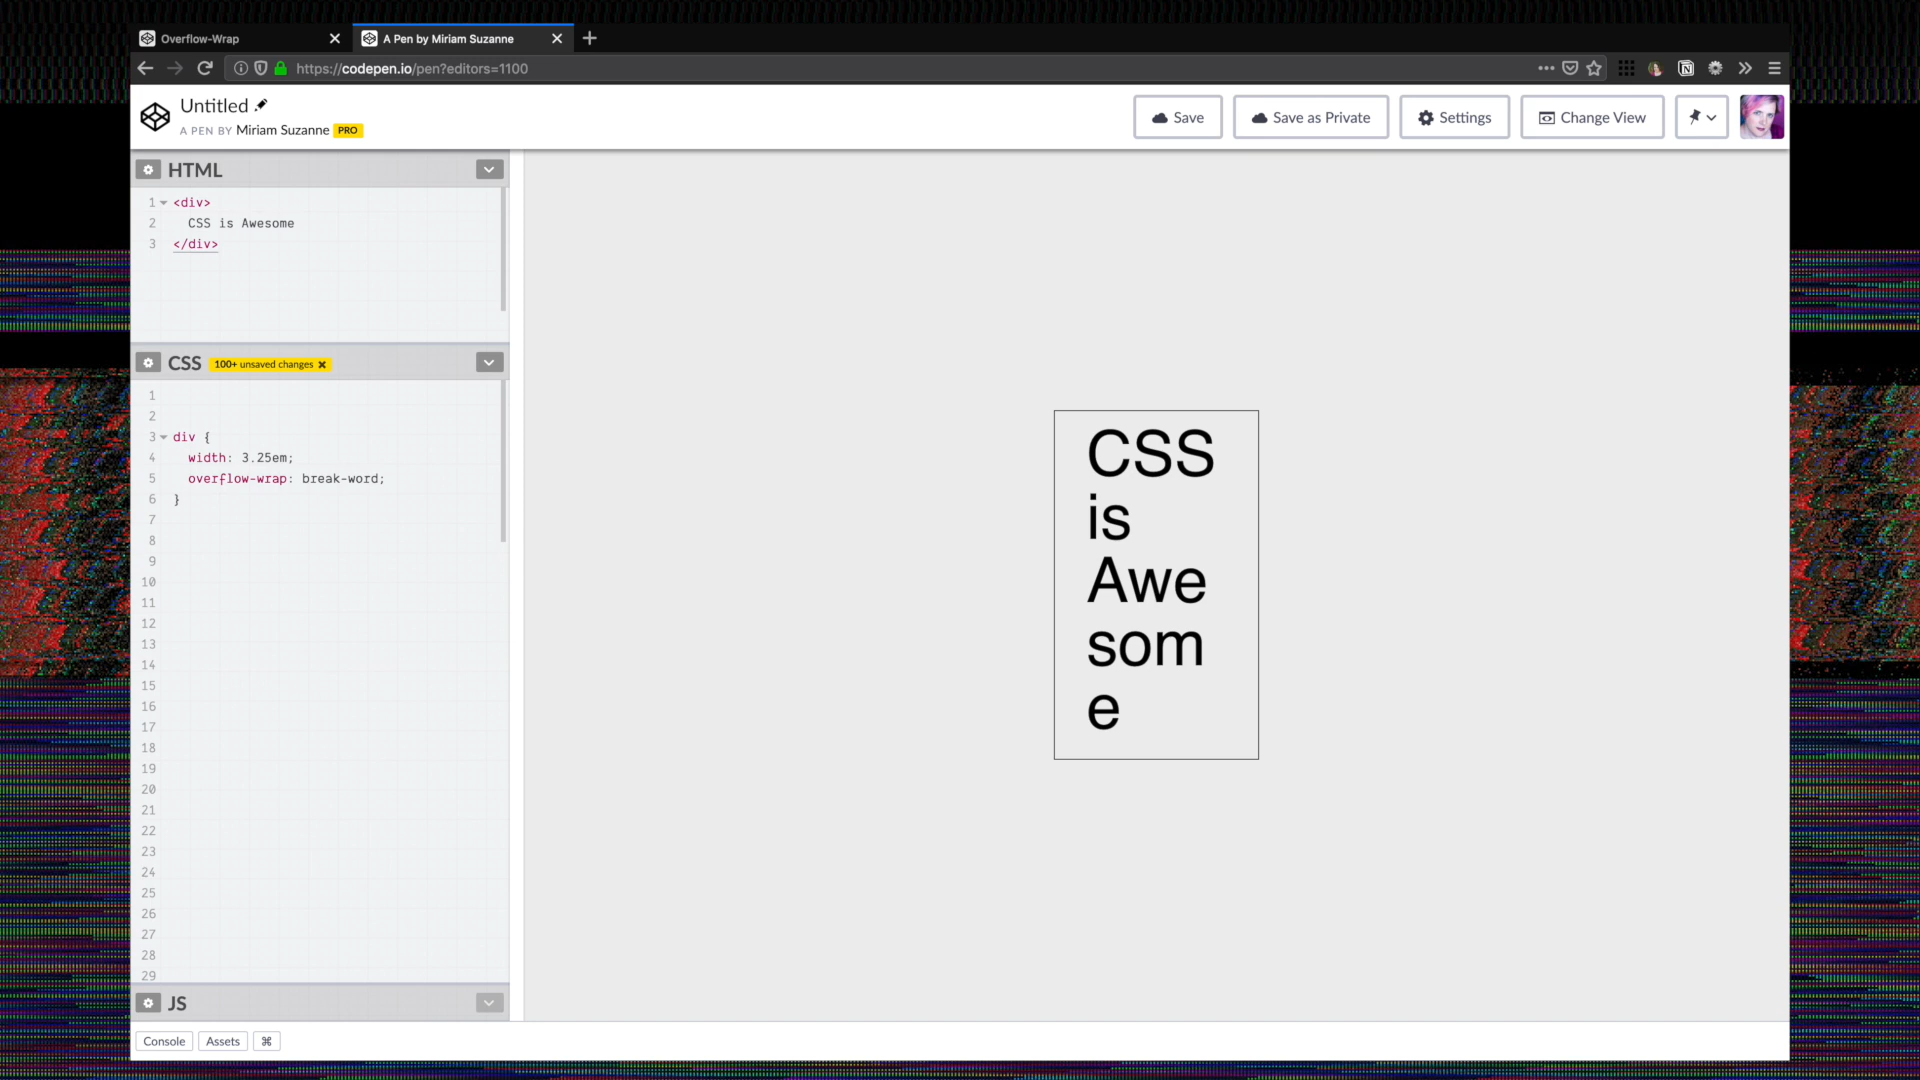 Overflow-Wrap
A Pen by Miriam Suzanne
https://codepen.io/pen?editors=1100
Untitled
A PEN BY Miriam Suzanne PRO
Save
Save as Private
Settings
Change View
HTML
1 <div>
2 CSS is Awesome
3 </div>
CSS 100+ unsaved changes x
1
2
3 div {
4 width: 3.25em;
5 overflow-wrap: break-word;
6 }
7
8
9
10
11
12
13
14
15
16
17
18
19
20
21
22
23
24
25
26
27
28
29
JS
Console Assets ⌘
CSS
is
Awe
som
e